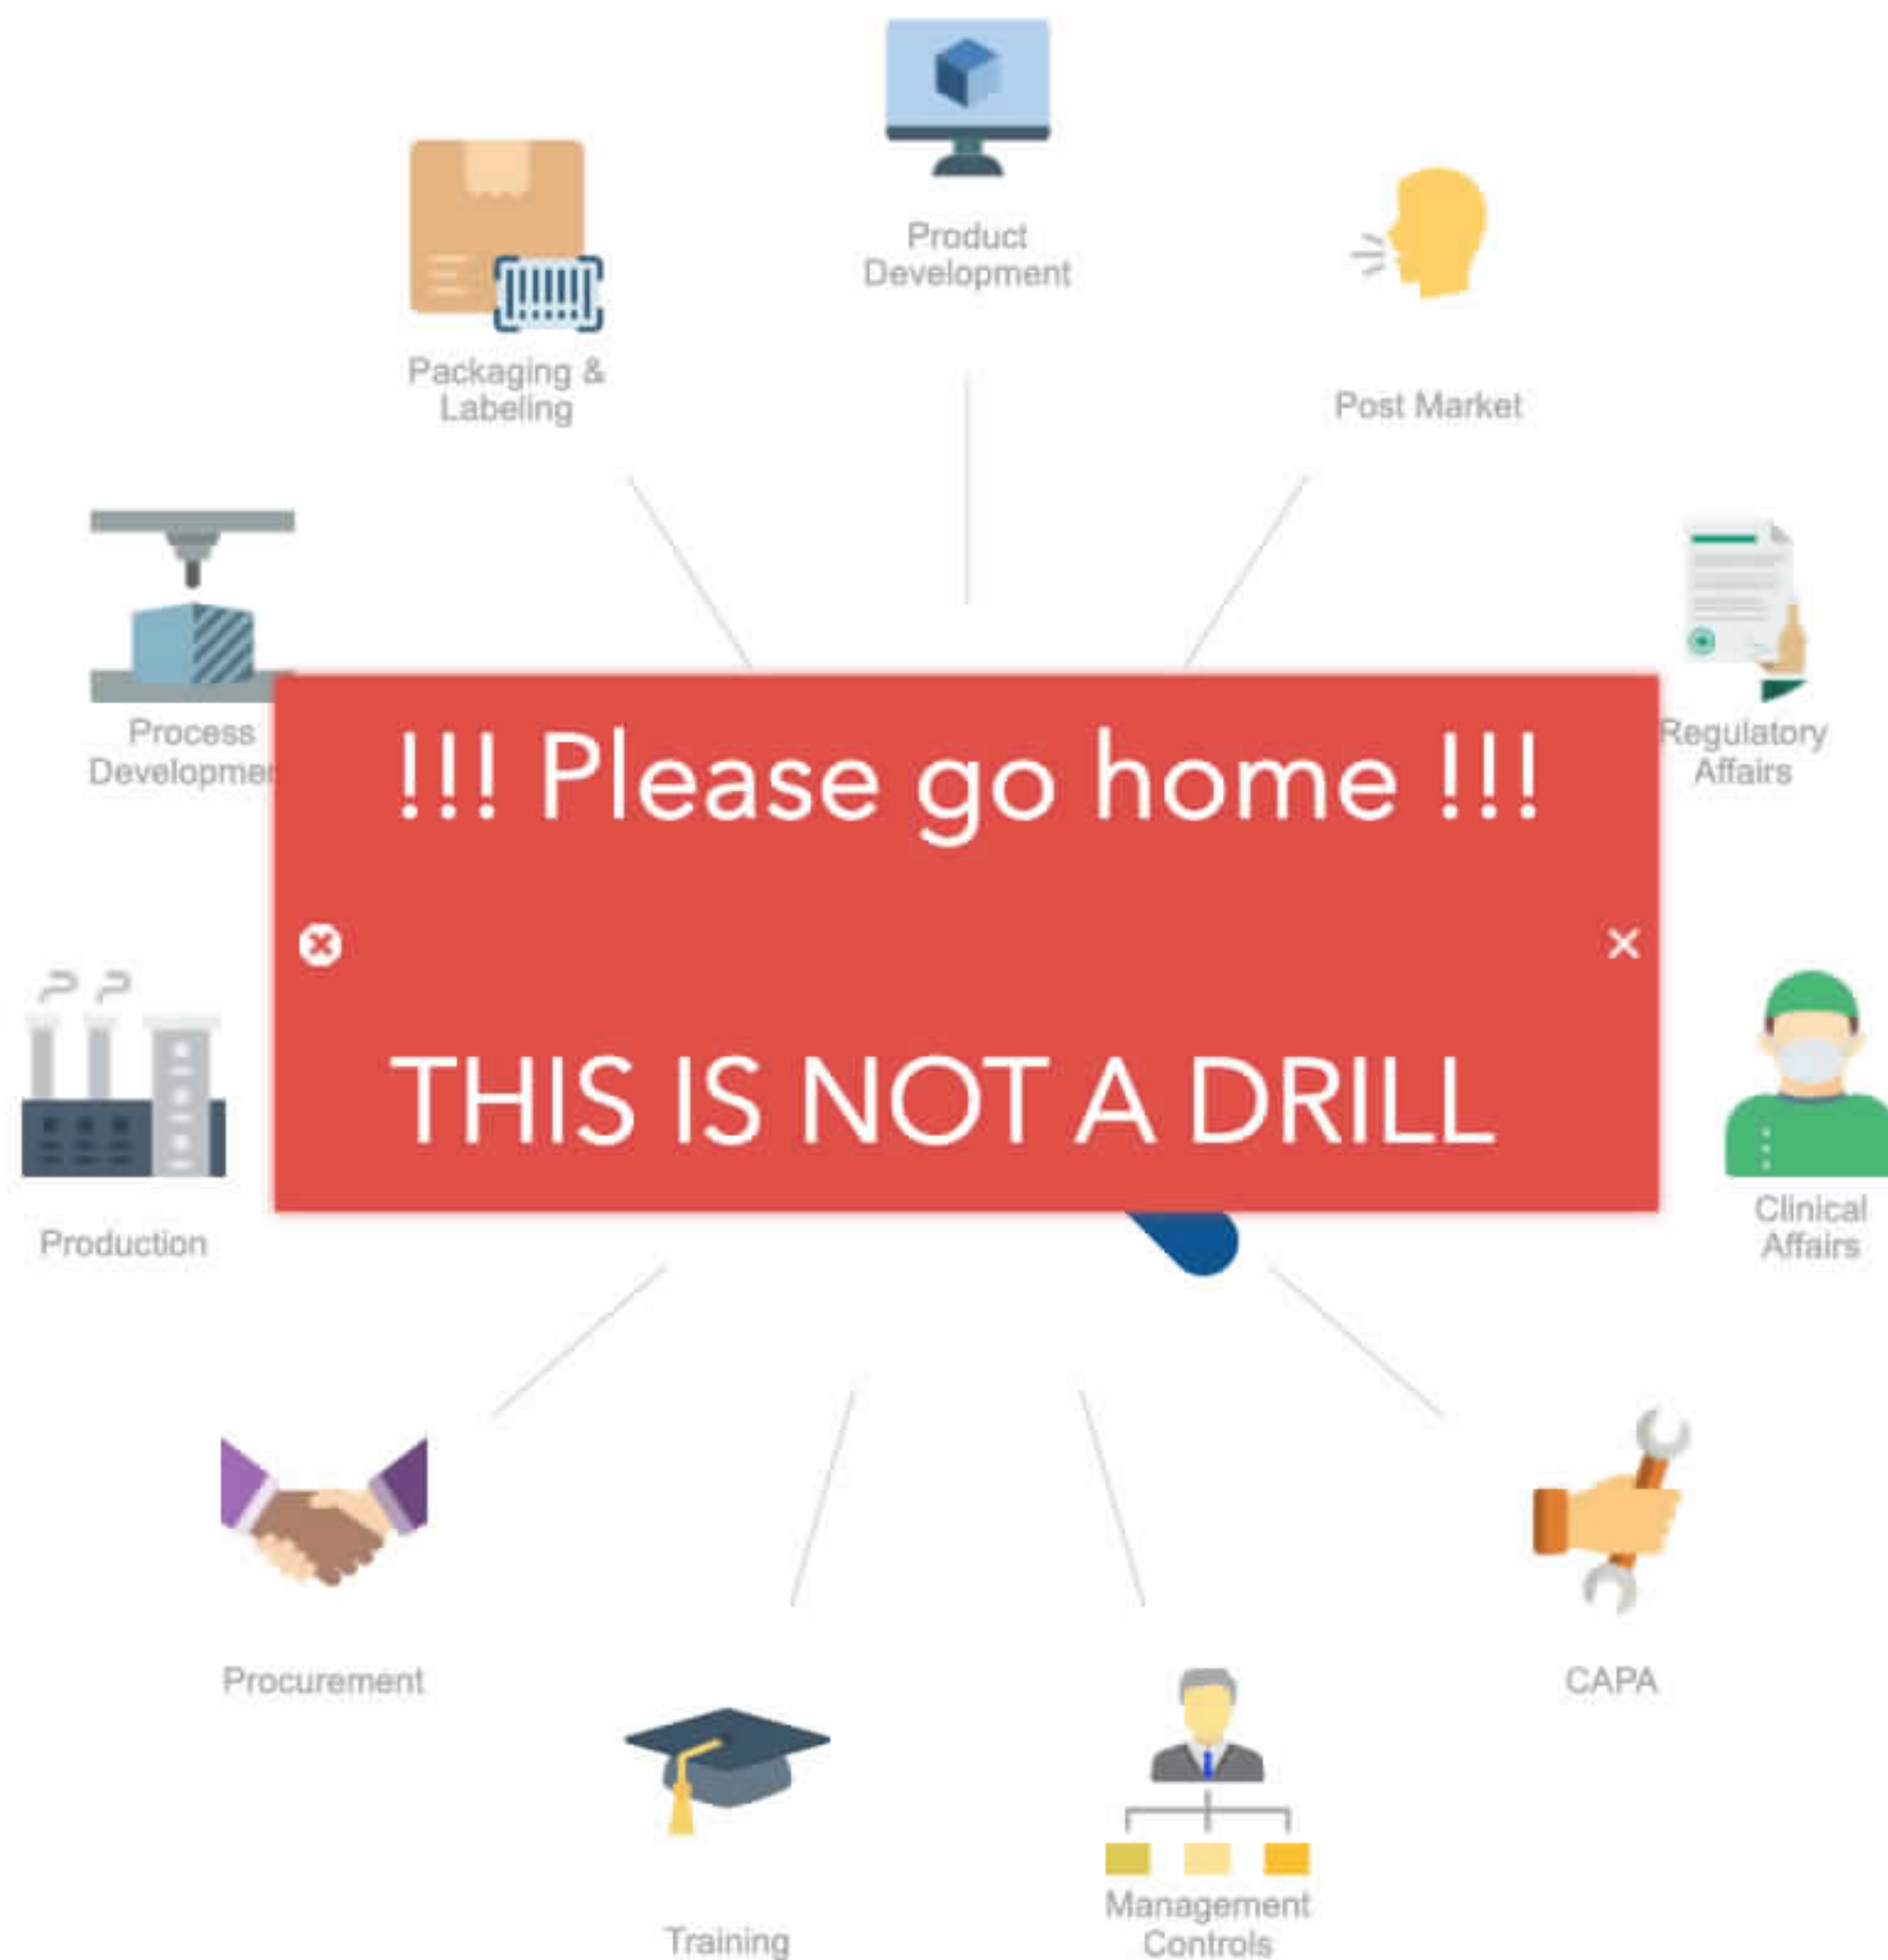 Product
Development
Packaging &
Labeling
Post Market
Process
Developmen
Regulatory
Affairs
!!! Please go home !!!
THIS IS NOT A DRILL
Production
Clinical
Affairs
Procurement
CAPA
Training
Management
Controls